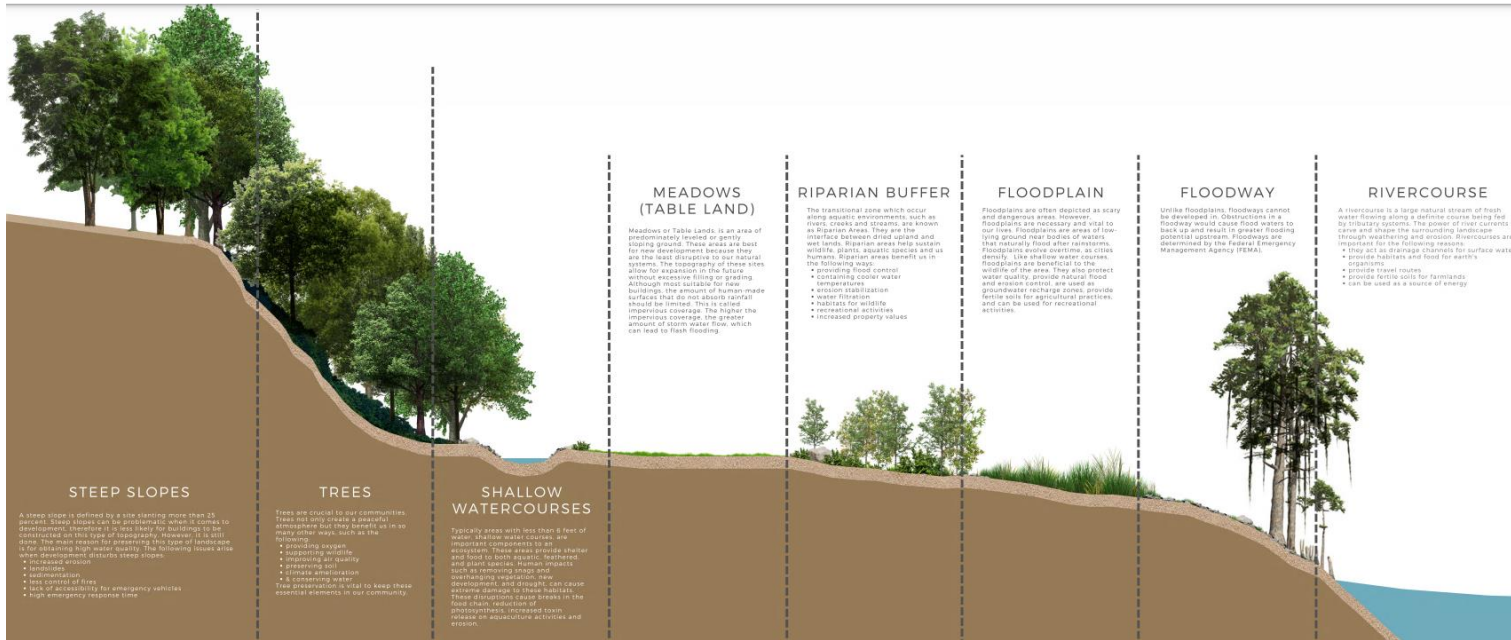 STEEP SLOPES
A steep slope is defined by a site slanting more than 25
percent. Steep slopes can be problematic when it comes to
development, therefore it is less likely for buildings to be
constructed on this type of topography. However, it is still
done. The main reason for preserving this type of landscape
is for obtaining high water quality. The following issues arise
when development disturbs steep slopes:
• increased erosion
• landslides
• sedimentation
• less control of fires
• lack of accessibility for emergency vehicles
• high emergency response time
TREES
Trees are crucial to our communities.
Trees not only create a peaceful
atmosphere but they benefit us in so
many other ways, such as the
following:
• providing oxygen
• supporting wildlife
• improving air quality
• preserving soil
• climate amelioration
• & conserving water
Tree preservation is vital to keep these
essential elements in our community.
SHALLOW
WATERCOURSES
Typically areas with less than 6 feet of
water, shallow water courses, are
important components to an
ecosystem. These areas provide shelter
and food to both aquatic, feathered,
and plant species. Human impacts
such as removing snags and
overhanging vegetation, new
development, and drought, can cause
extreme damage to these habitats.
These disruptions cause breaks in the
food chain, reduction of
photosynthesis, increased toxin
release on aquaculture activities and
erosion.
MEADOWS
(TABLE LAND)
Meadows or Table Lands, is an area of
predominately leveled or gently
sloping ground. These areas are best
for new development because they
are the least disruptive to our natural
systems. The topography of these sites
allow for expansion in the future
without excessive filling or grading.
Although most suitable for new
buildings, the amount of human-made
surfaces that do not absorb rainfall
should be limited. This is called
impervious coverage. The higher the
impervious coverage, the greater
amount of storm water flow, which
can lead to flash flooding.
RIPARIAN BUFFER
The transitional zone which occur
along aquatic environments, such as
rivers, creeks and streams, are known
as Riparian Areas. They are the
interface between dried upland and
wet lands. Riparian areas help sustain
wildlife, plants, aquatic species and us
humans. Riparian areas benefit us in
the following ways:
• providing flood control
• containing cooler water
temperatures
• erosion stabilization
• water filtration
• habitats for wildlife
• recreational activities
• increased property values
FLOODPLAIN
Floodplains are often depicted as scary
and dangerous areas. However,
floodplains are necessary and vital to
our lives. Floodplains are areas of low-
lying ground near bodies of waters
that naturally flood after rainstorms.
Floodplains evolve overtime, as cities
densify. Like shallow water courses,
floodplains are beneficial to the
wildlife of the area. They also protect
water quality, provide natural flood
and erosion control, are used as
groundwater recharge zones, provide
fertile soils for agricultural practices,
and can be used for recreational
activities.
FLOODWAY
Unlike floodplains, floodways cannot
be developed in. Obstructions in a
floodway would cause flood waters to
back up and result in greater flooding
potential upstream. Floodways are
determined by the Federal Emergency
Management Agency (FEMA).
RIVERCOURSE
A rivercourse is a large natural stream of fresh
water flowing along a definite course being fed
by tributary systems. The power of river currents
carve and shape the surrounding landscape
through weathering and erosion. Rivercourses are
important for the following reasons:
• they act as drainage channels for surface wate
• provide habitats and food for earth's
organisms
• provide travel routes
• provide fertile soils for farmlands
• can be used as a source of energy